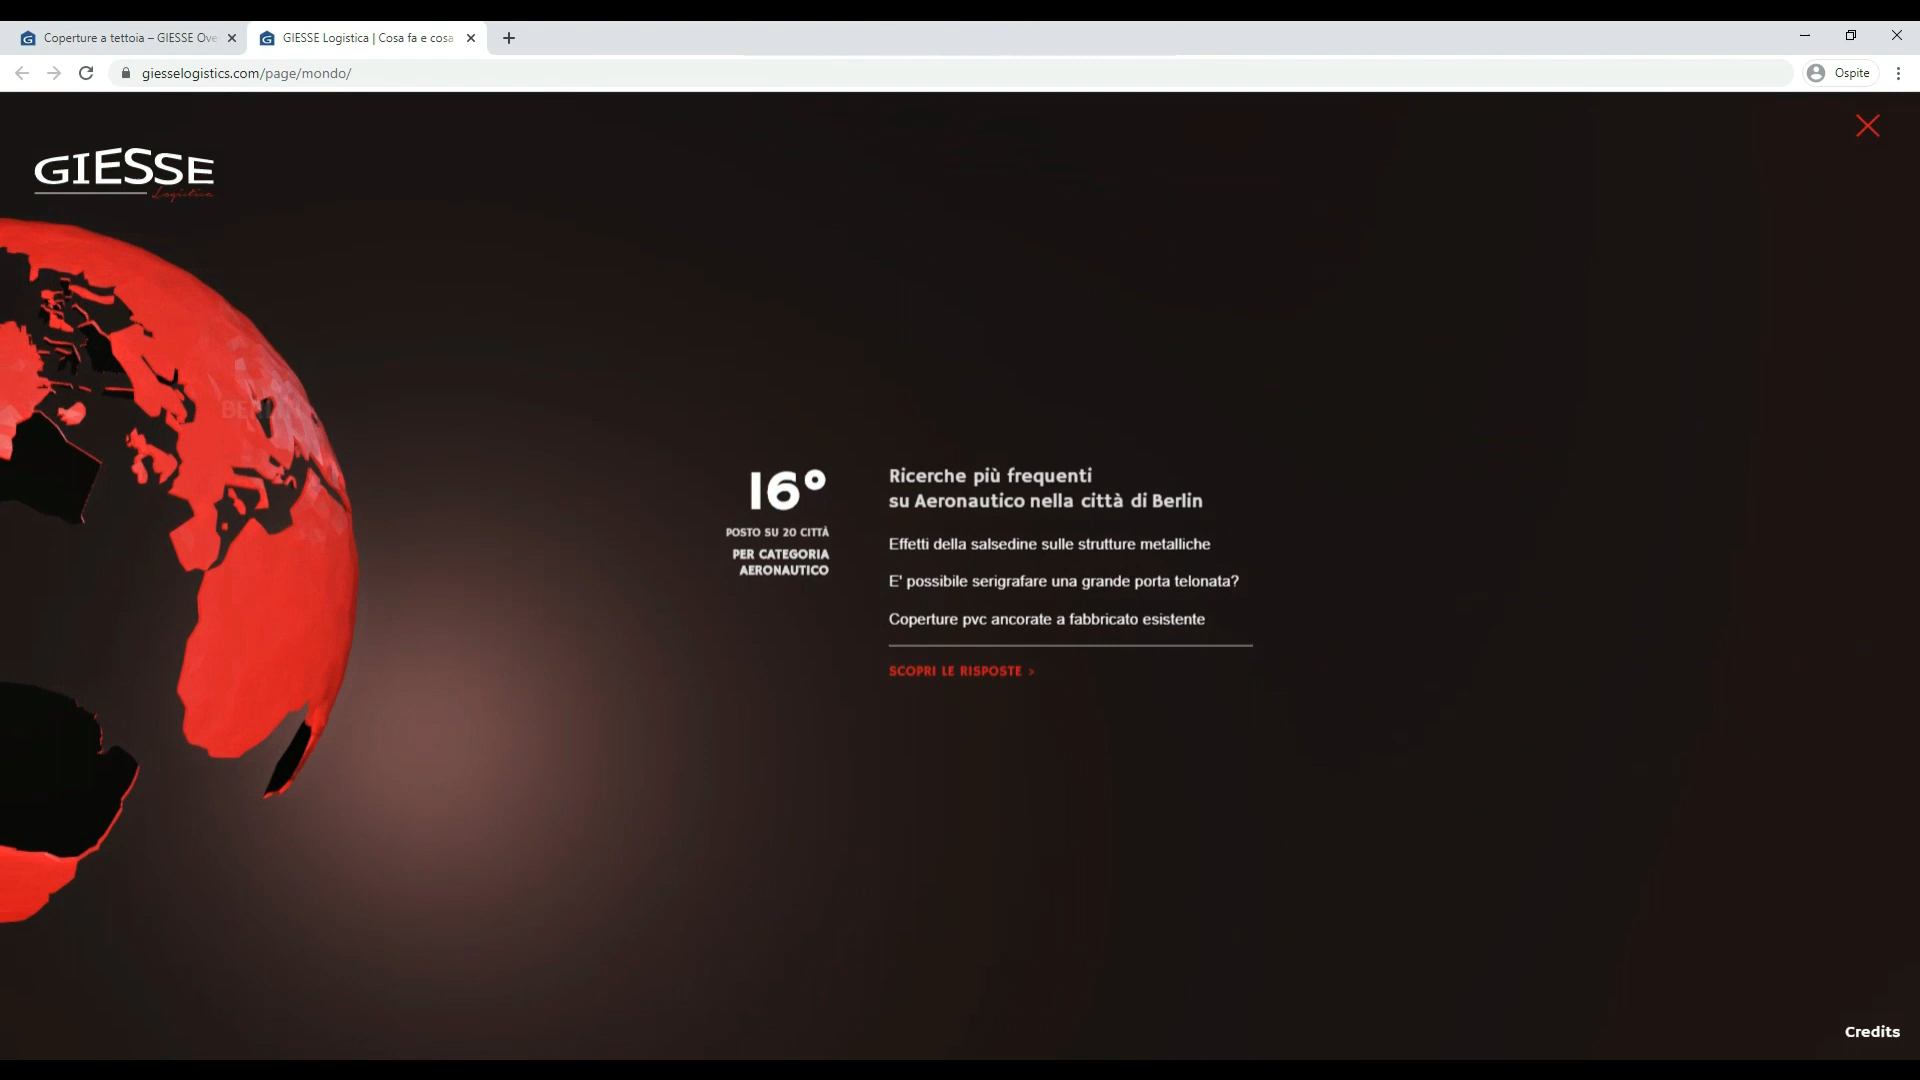 Coperture a tettoia – GIESSE Ove
GIESSE Logistica | Cosa fa e cosa
giesselogistics.com/page/mondo/
Ospite
GIESSE
Logistica
BERLIN
16°
POSTO SU 20 CITTÀ
PER CATEGORIA
AERONAUTICO
Ricerche più frequenti
su Aeronautico nella città di Berlin
Effetti della salsedine sulle strutture metalliche
E' possibile serigrafare una grande porta telonata?
Coperture pvc ancorate a fabbricato esistente
SCOPRI LE RISPOSTE >
Credits